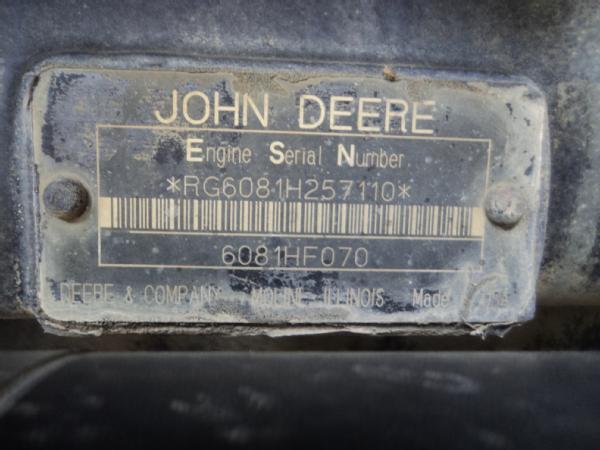 JOHN DEERE
Engine Serial Number
*RG6081H257110*
6081HF070
DEERE & COMPANY MOLINE ILLINOIS Made